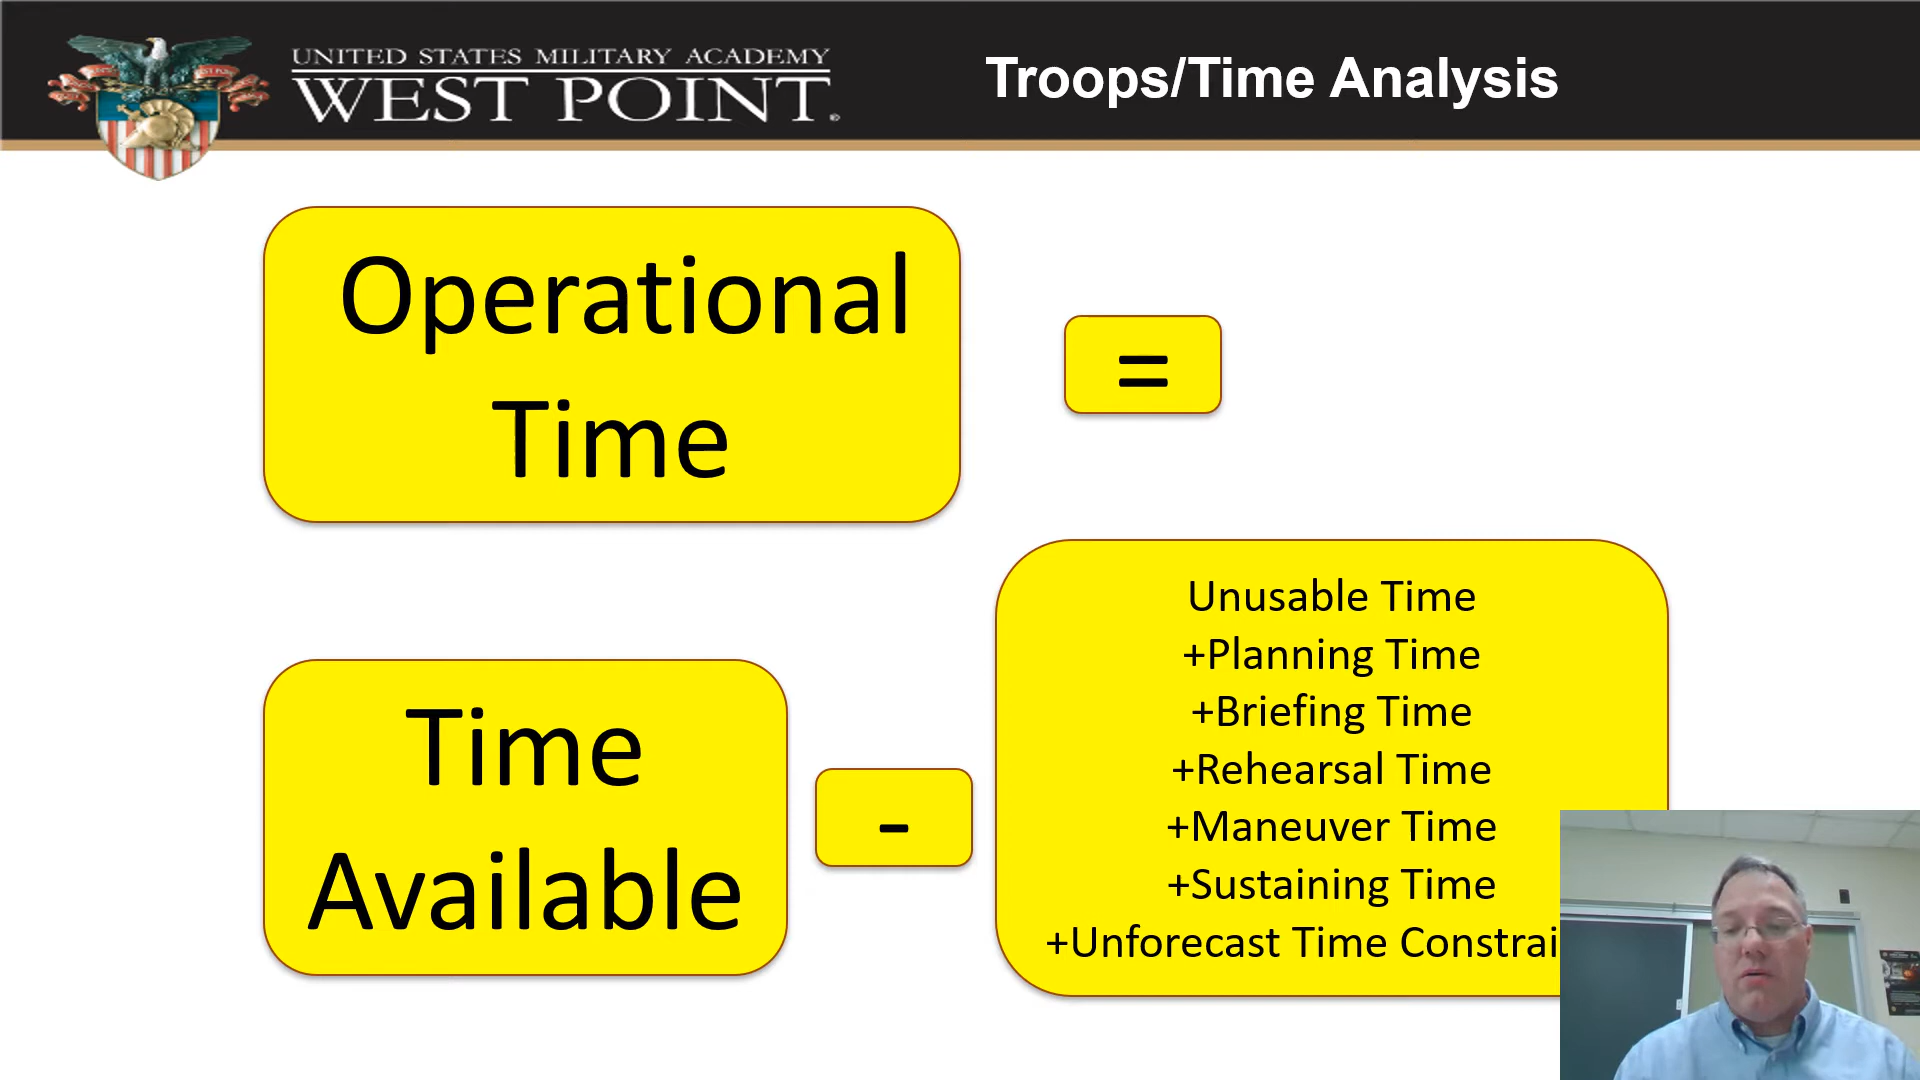 UNITED STATES MILITARY ACADEMY
WEST POINT
Troops/Time Analysis
Operational
Time
=
Time
Available
-
Unusable Time
+Planning Time
+Briefing Time
+Rehearsal Time
+Maneuver Time
+Sustaining Time
+Unforecast Time